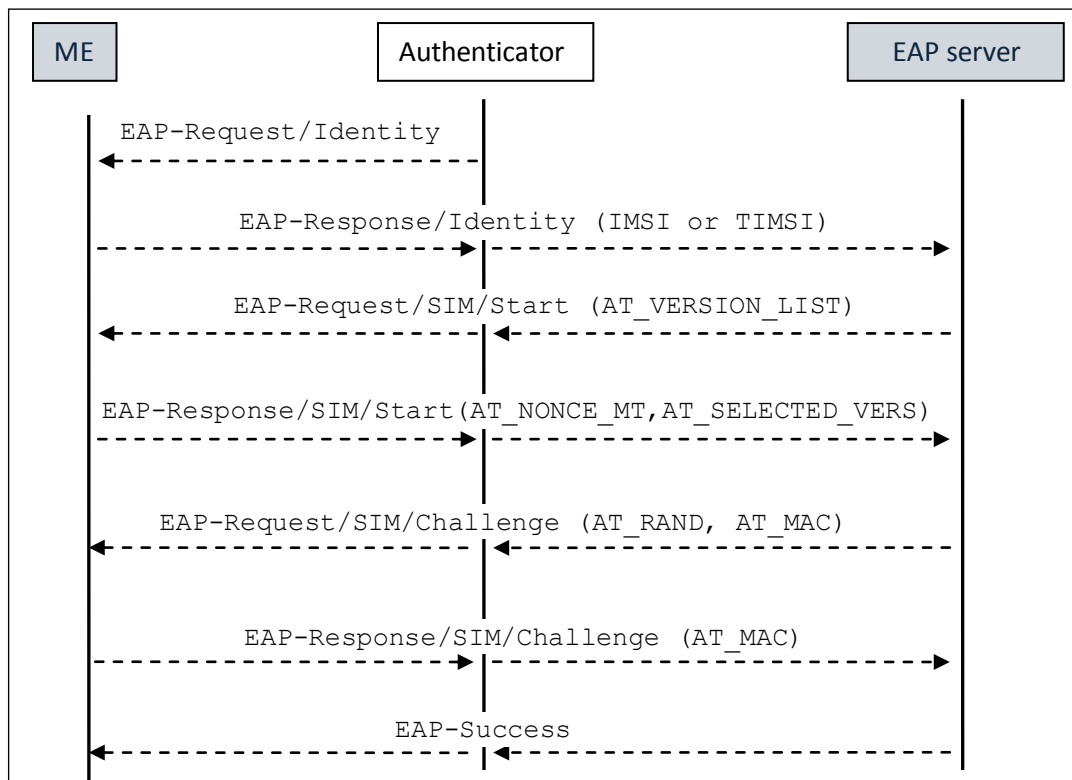 ME Authenticator EAP server
EAP-Request/Identity
EAP-Response/Identity (IMSI or TIMSI)
EAP-Request/SIM/Start (AT_VERSION_LIST)
EAP-Response/SIM/Start(AT_NONCE_MT,AT_SELECTED_VERS)
EAP-Request/SIM/Challenge (AT_RAND, AT_MAC)
EAP-Response/SIM/Challenge (AT_MAC)
EAP-Success